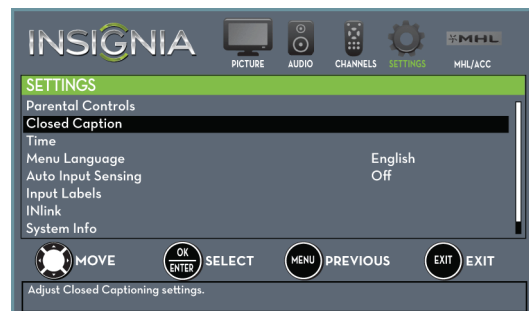 INSIGNIA
PICTURE AUDIO CHANNELS SETTINGS MHL MHL/ACC
SETTINGS
Parental Controls
Closed Caption
Time
Menu Language English
Auto Input Sensing Off
Input Labels
INlink
System Info
MOVE OK ENTER SELECT MENU PREVIOUS EXIT EXIT
Adjust Closed Captioning settings.